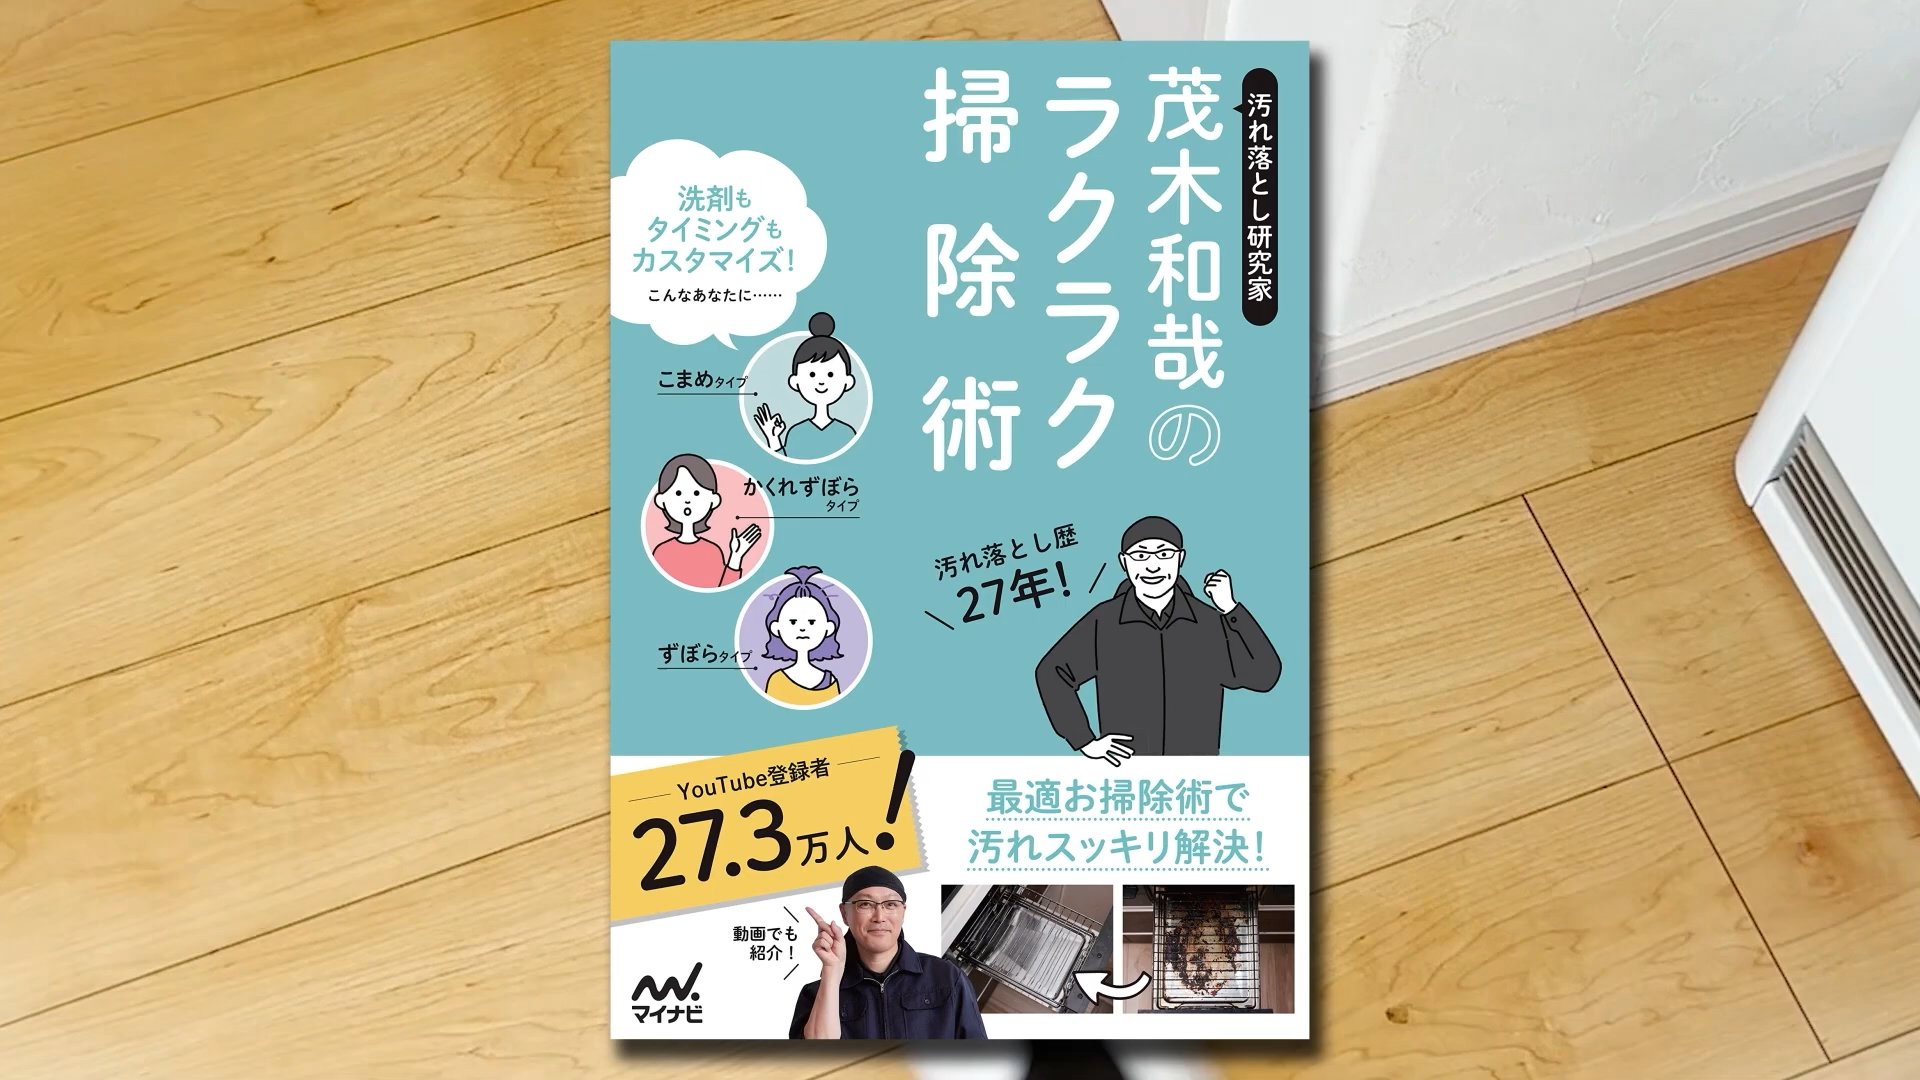 汚れ落とし研究家
茂木和哉の
ラクラク
掃除術
洗剤も
タイミングも
カスタマイズ!
こんなあなたに……
こまめタイプ
かくれずぼら
タイプ
ずぼらタイプ
汚れ落とし歴
27年!
YouTube登録者
27.3万人!
最適お掃除術で
汚れスッキリ解決!
動画でも
紹介!
マイナビ